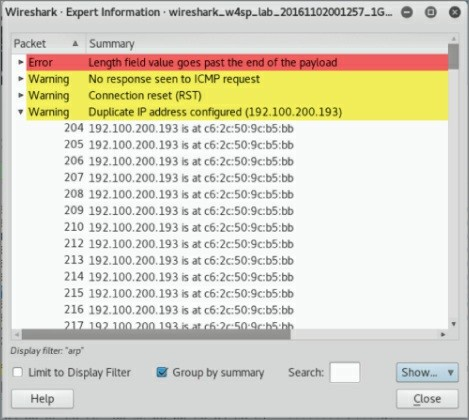 Wireshark · Expert Information · wireshark_w4sp_lab_20161102001257_1G...
Packet Summary
Error Length field value goes past the end of the payload
Warning No response seen to ICMP request
Warning Connection reset (RST)
Warning Duplicate IP address configured (192.100.200.193)
204 192.100.200.193 is at c6:2c:50:9c:b5:bb
205 192.100.200.193 is at c6:2c:50:9c:b5:bb
206 192.100.200.193 is at c6:2c:50:9c:b5:bb
207 192.100.200.193 is at c6:2c:50:9c:b5:bb
208 192.100.200.193 is at c6:2c:50:9c:b5:bb
209 192.100.200.193 is at c6:2c:50:9c:b5:bb
210 192.100.200.193 is at c6:2c:50:9c:b5:bb
212 192.100.200.193 is at c6:2c:50:9c:b5:bb
213 192.100.200.193 is at c6:2c:50:9c:b5:bb
214 192.100.200.193 is at c6:2c:50:9c:b5:bb
215 192.100.200.193 is at c6:2c:50:9c:b5:bb
216 192.100.200.193 is at c6:2c:50:9c:b5:bb
217 192.100.200.193 is at c6:2c:50:9c:b5:bb
Display filter: "arp"
Limit to Display Filter Group by summary Search: Show...
Help Close